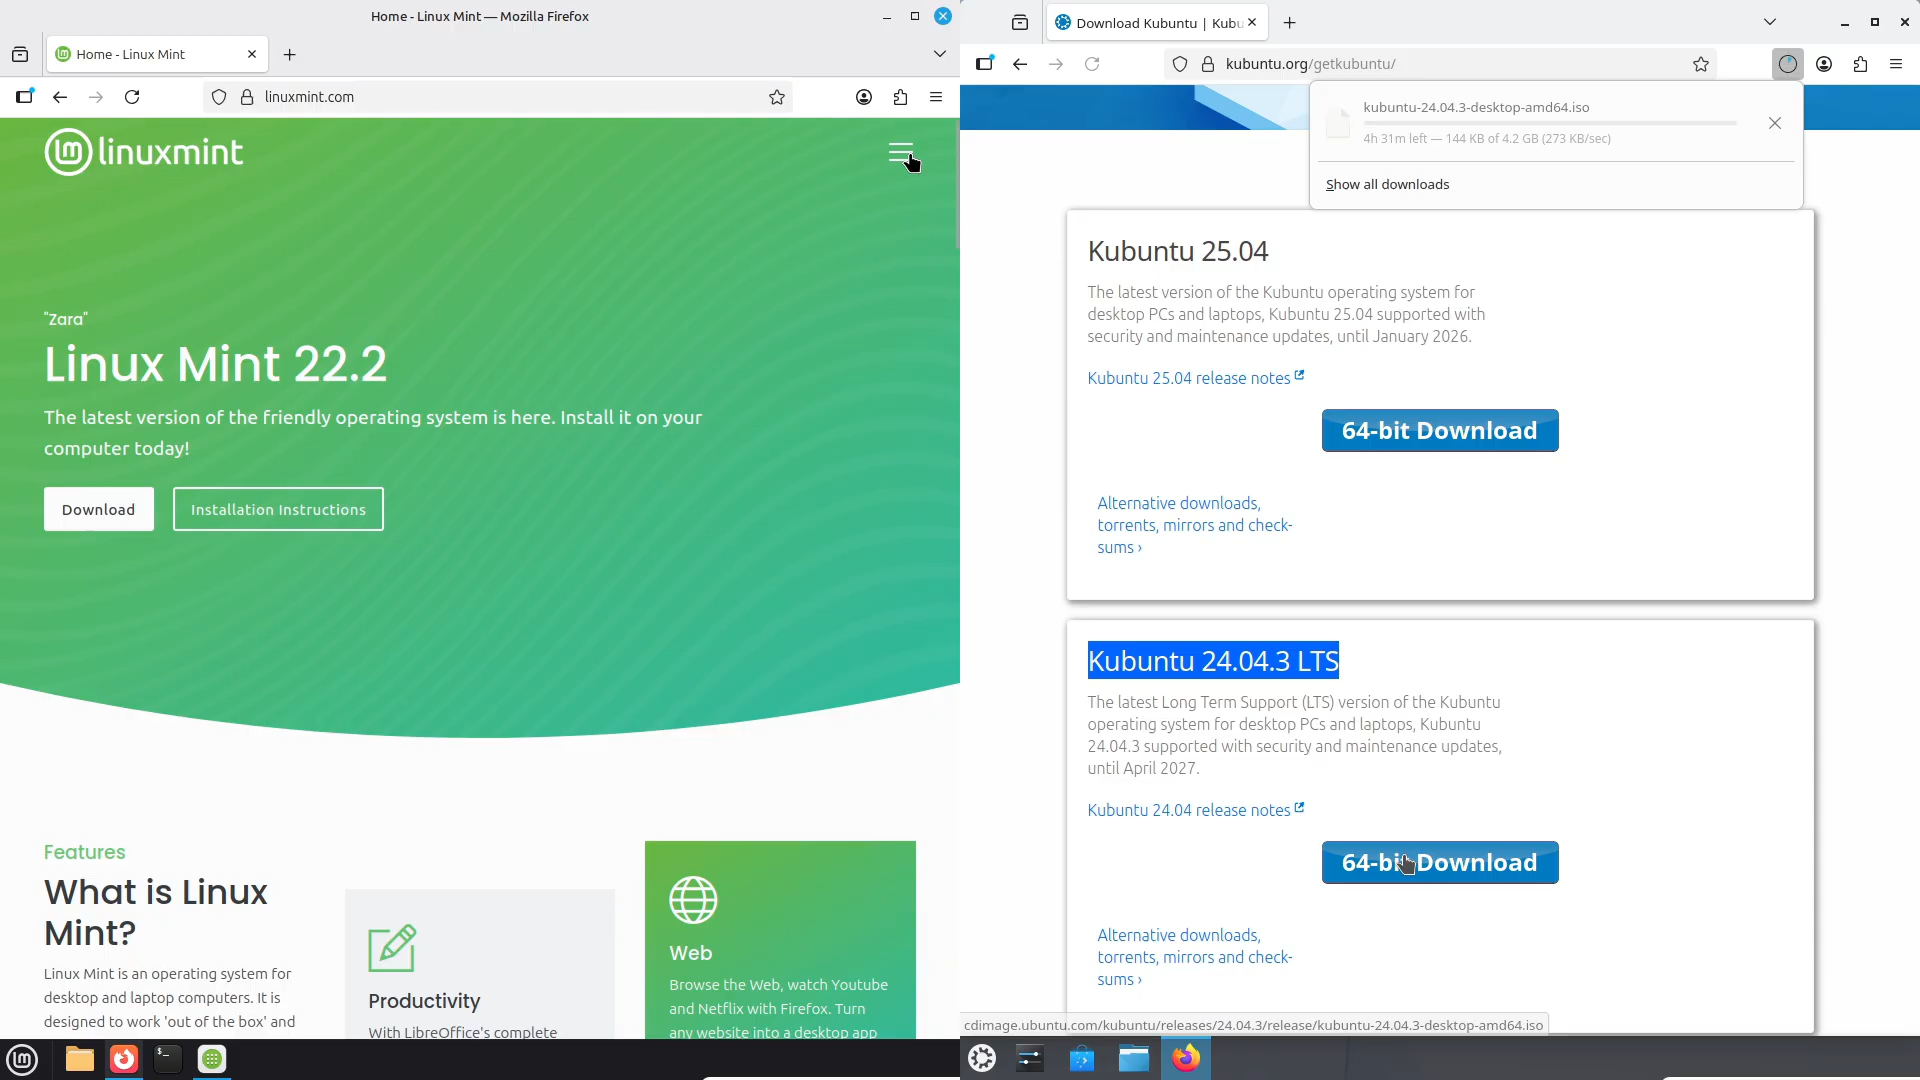 Home - Linux Mint — Mozilla Firefox
Home - Linux Mint
linuxmint.com
linuxmint
"Zara"
Linux Mint 22.2
The latest version of the friendly operating system is here. Install it on your
computer today!
Download
Installation Instructions
Features
What is Linux
Mint?
Linux Mint is an operating system for
desktop and laptop computers. It is
designed to work 'out of the box' and
Productivity
With LibreOffice's complete
Web
Browse the Web, watch Youtube
and Netflix with Firefox. Turn
any website into a desktop app
Download Kubuntu | Kubu
kubuntu.org/getkubuntu/
kubuntu-24.04.3-desktop-amd64.iso
4h 31m left — 144 KB of 4.2 GB (273 KB/sec)
Show all downloads
Kubuntu 25.04
The latest version of the Kubuntu operating system for
desktop PCs and laptops, Kubuntu 25.04 supported with
security and maintenance updates, until January 2026.
Kubuntu 25.04 release notes
64-bit Download
Alternative downloads,
torrents, mirrors and check-
sums ›
Kubuntu 24.04.3 LTS
The latest Long Term Support (LTS) version of the Kubuntu
operating system for desktop PCs and laptops, Kubuntu
24.04.3 supported with security and maintenance updates,
until April 2027.
Kubuntu 24.04 release notes
64-bit Download
Alternative downloads,
torrents, mirrors and check-
sums ›
cdimage.ubuntu.com/kubuntu/releases/24.04.3/release/kubuntu-24.04.3-desktop-amd64.iso